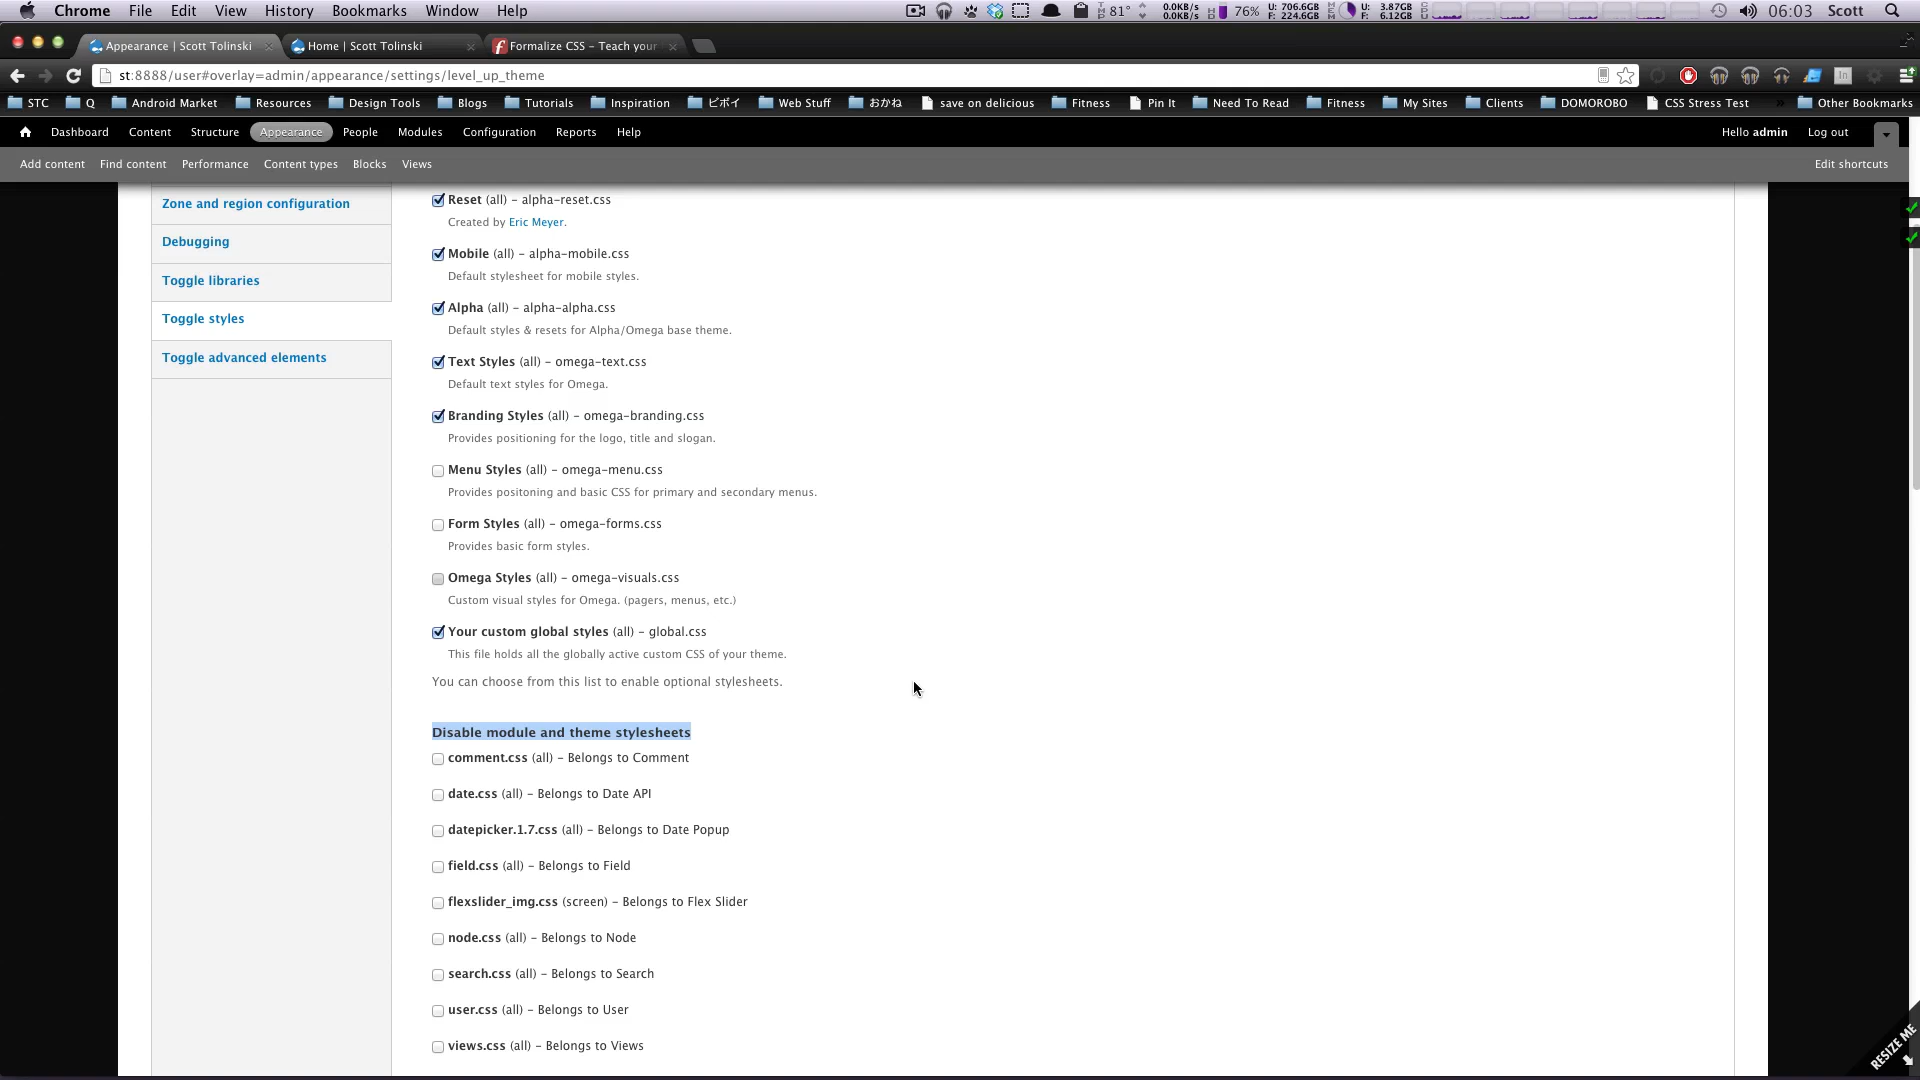 Chrome File Edit View History Bookmarks Window Help 81° 0.0KB/s 0.0KB/s 76% U: 706.6GB F: 224.6GB U: 3.87GB F: 6.12GB 06:03 Scott
Appearance | Scott Tolinski Home | Scott Tolinski Formalize CSS - Teach your
st:8888/user#overlay=admin/appearance/settings/level_up_theme
STC Q Android Market Resources Design Tools Blogs Tutorials Inspiration ビボイ Web Stuff おかね save on delicious Fitness Pin It Need To Read Fitness My Sites Clients DOMOROBO CSS Stress Test » Other Bookmarks
Dashboard Content Structure Appearance People Modules Configuration Reports Help Hello admin Log out
Add content Find content Performance Content types Blocks Views Edit shortcuts
Zone and region configuration
Debugging
Toggle libraries
Toggle styles
Toggle advanced elements
Reset (all) - alpha-reset.css
Created by Eric Meyer.
Mobile (all) - alpha-mobile.css
Default stylesheet for mobile styles.
Alpha (all) - alpha-alpha.css
Default styles & resets for Alpha/Omega base theme.
Text Styles (all) - omega-text.css
Default text styles for Omega.
Branding Styles (all) - omega-branding.css
Provides positioning for the logo, title and slogan.
Menu Styles (all) - omega-menu.css
Provides positoning and basic CSS for primary and secondary menus.
Form Styles (all) - omega-forms.css
Provides basic form styles.
Omega Styles (all) - omega-visuals.css
Custom visual styles for Omega. (pagers, menus, etc.)
Your custom global styles (all) - global.css
This file holds all the globally active custom CSS of your theme.
You can choose from this list to enable optional stylesheets.
Disable module and theme stylesheets
comment.css (all) - Belongs to Comment
date.css (all) - Belongs to Date API
datepicker.1.7.css (all) - Belongs to Date Popup
field.css (all) - Belongs to Field
flexslider_img.css (screen) - Belongs to Flex Slider
node.css (all) - Belongs to Node
search.css (all) - Belongs to Search
user.css (all) - Belongs to User
views.css (all) - Belongs to Views
RESIZE ME